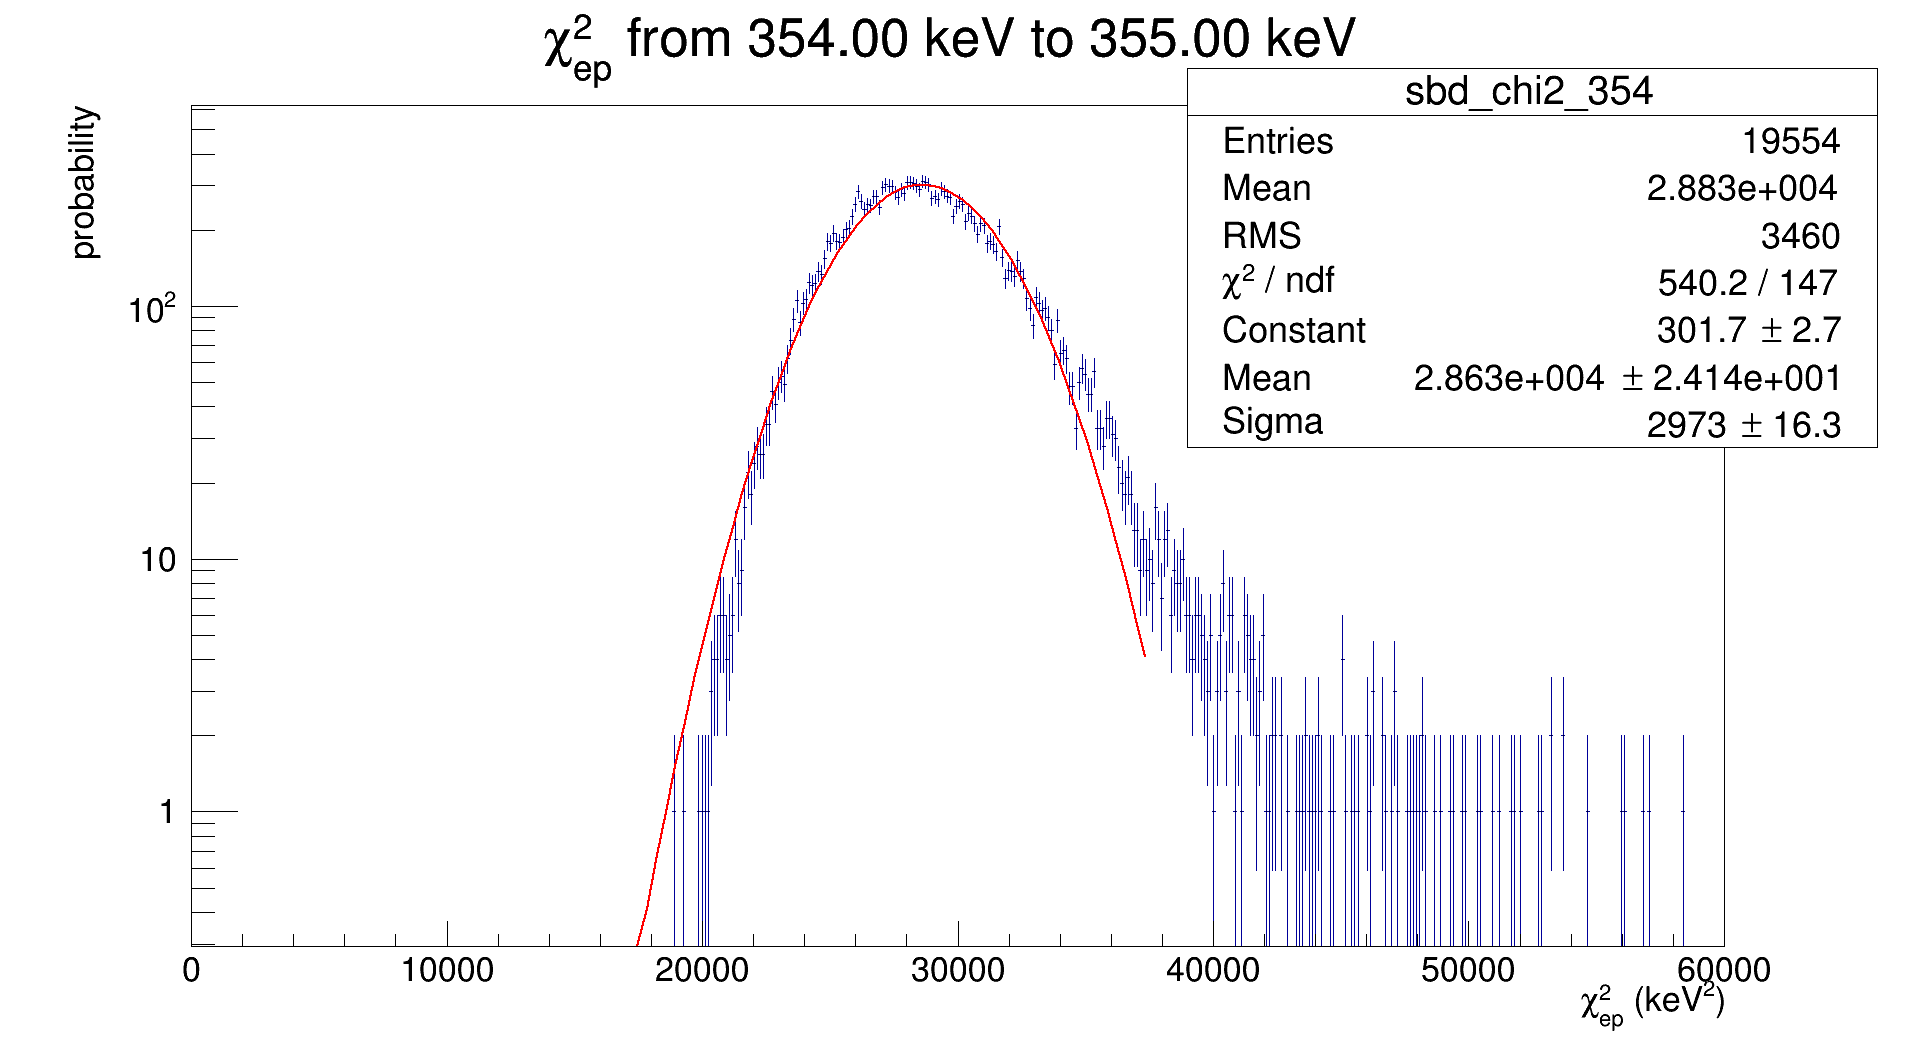 χ²ep from 354.00 keV to 355.00 keV
sbd_chi2_354
Entries 19554
Mean 2.883e+004
RMS 3460
χ² / ndf 540.2 / 147
Constant 301.7 ± 2.7
Mean 2.863e+004 ± 2.414e+001
Sigma 2973 ± 16.3
probability
10²
10
1
0 10000 20000 30000 40000 50000 60000
χ²ep (keV²)